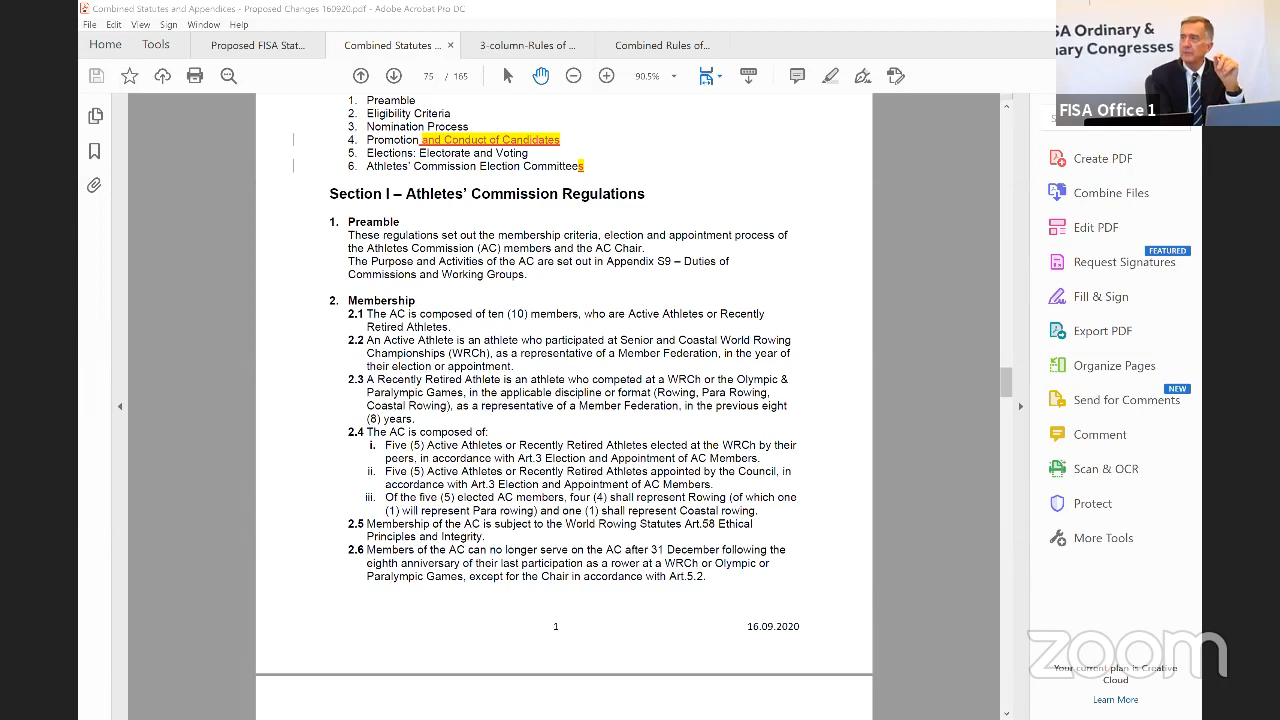 Combined Statutes and Appendices - Proposed Changes 160920.pdf - Adobe Acrobat Pro DC
File Edit View Sign Window Help
Home Tools Proposed FISA Stat... Combined Statutes ... × 3-column-Rules of ... Combined Rules of...
75 / 165 90.5%
SA Ordinary &
nary Congresses
FISA Office 1
1. Preamble
2. Eligibility Criteria
3. Nomination Process
4. Promotion and Conduct of Candidates
5. Elections: Electorate and Voting
6. Athletes' Commission Election Committees
Section I – Athletes' Commission Regulations
1. Preamble
These regulations set out the membership criteria, election and appointment process of
the Athletes Commission (AC) members and the AC Chair.
The Purpose and Activities of the AC are set out in Appendix S9 – Duties of
Commissions and Working Groups.
2. Membership
2.1 The AC is composed of ten (10) members, who are Active Athletes or Recently
Retired Athletes.
2.2 An Active Athlete is an athlete who participated at Senior and Coastal World Rowing
Championships (WRCh), as a representative of a Member Federation, in the year of
their election or appointment.
2.3 A Recently Retired Athlete is an athlete who competed at a WRCh or the Olympic &
Paralympic Games, in the applicable discipline or format (Rowing, Para Rowing,
Coastal Rowing), as a representative of a Member Federation, in the previous eight
(8) years.
2.4 The AC is composed of:
i. Five (5) Active Athletes or Recently Retired Athletes elected at the WRCh by their
peers, in accordance with Art.3 Election and Appointment of AC Members.
ii. Five (5) Active Athletes or Recently Retired Athletes appointed by the Council, in
accordance with Art.3 Election and Appointment of AC Members.
iii. Of the five (5) elected AC members, four (4) shall represent Rowing (of which one
(1) will represent Para rowing) and one (1) shall represent Coastal rowing.
2.5 Membership of the AC is subject to the World Rowing Statutes Art.58 Ethical
Principles and Integrity.
2.6 Members of the AC can no longer serve on the AC after 31 December following the
eighth anniversary of their last participation as a rower at a WRCh or Olympic or
Paralympic Games, except for the Chair in accordance with Art.5.2.
1 16.09.2020
Create PDF
Combine Files
Edit PDF
FEATURED
Request Signatures
Fill & Sign
Export PDF
Organize Pages
NEW
Send for Comments
Comment
Scan & OCR
Protect
More Tools
zoom
Your current plan is Creative
Cloud
Learn More